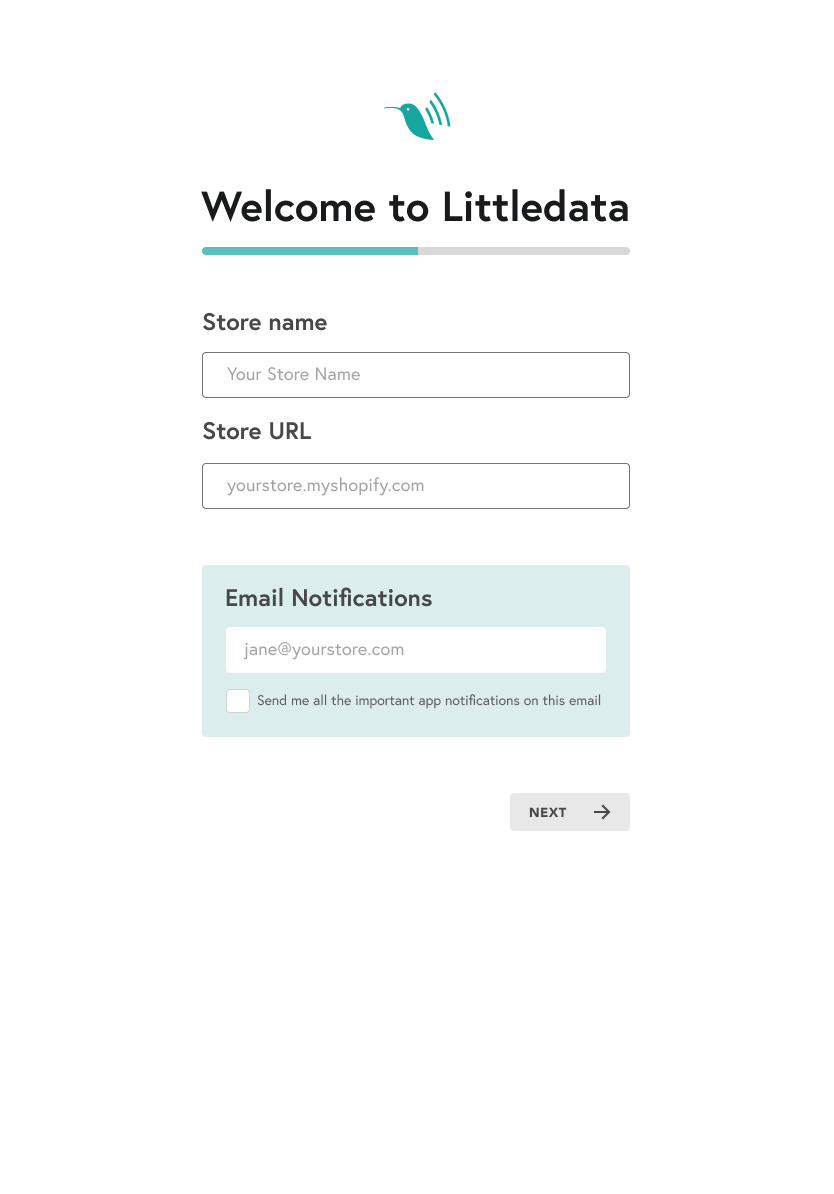 Welcome to Littledata
Store name
Your Store Name
Store URL
yourstore.myshopify.com
Email Notifications
jane@yourstore.com
Send me all the important app notifications on this email
NEXT